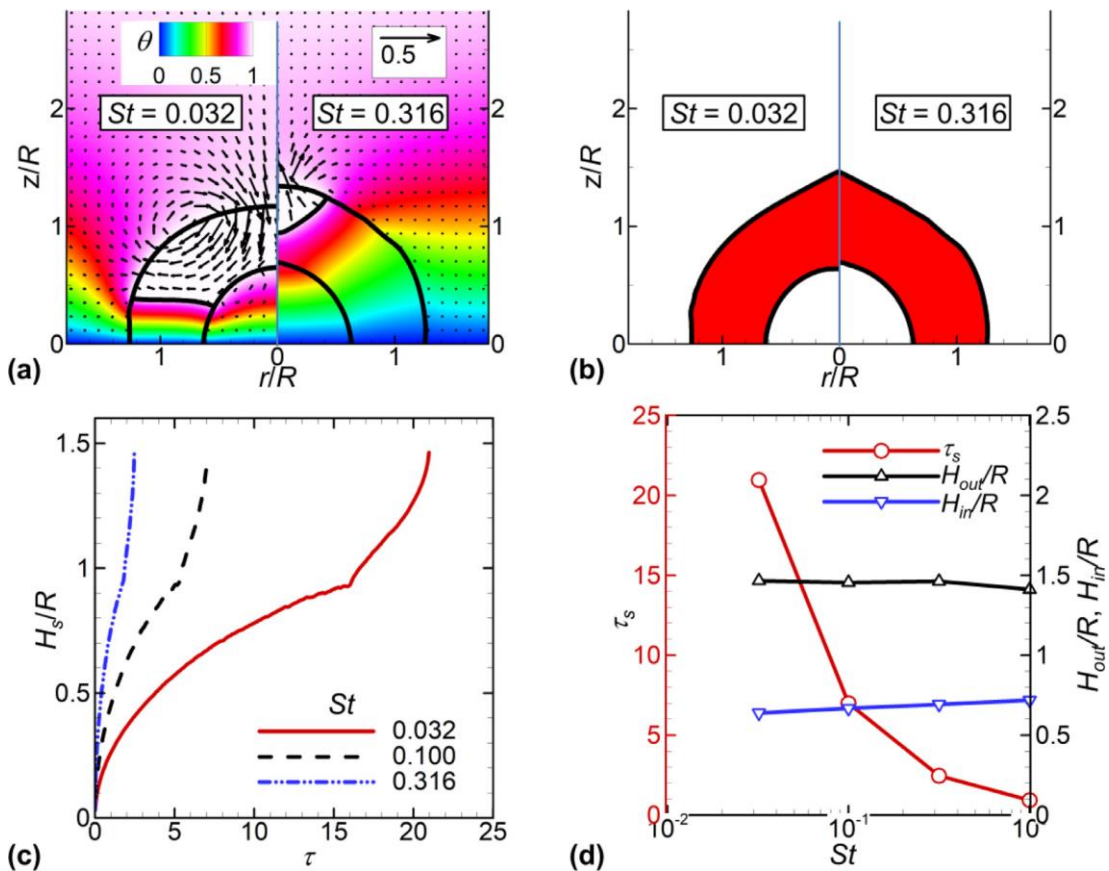 θ
0 0.5 1
0.5
St = 0.032
St = 0.316
z/R
2
1
0
2
1
0
1 0 1
r/R
(a)
St = 0.032
St = 0.316
z/R
2
1
0
2
1
0
1 0 1
r/R
(b)
H_s/R
1.5
1
0.5
0
0 5 10 15 20 25
τ
St
0.032
0.100
0.316
(c)
τ_s
25
20
15
10
5
0
τ_s
H_out/R
H_in/R
2.5
2
1.5
1
0.5
0
H_out/R, H_in/R
10^-2 10^-1 10^0
St
(d)